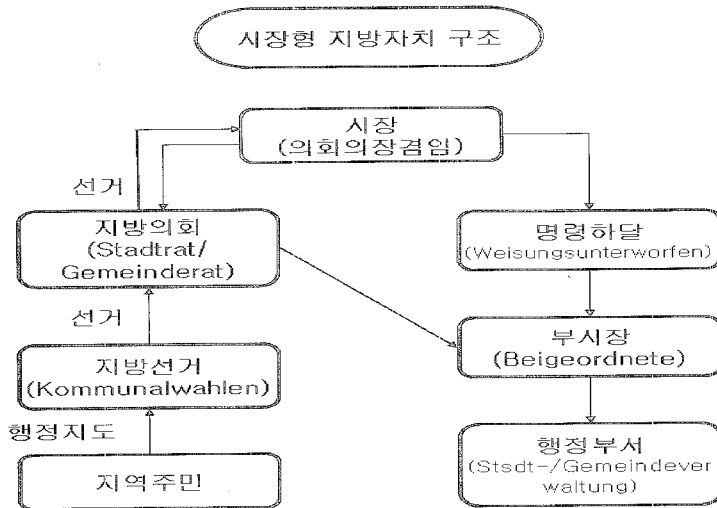 시장형 지방자치 구조
시장
(의회의장겸임)
선거
지방의회
(Stadtrat/
Gemeinderat)
명령하달
(Weisungsunterworfen)
선거
부시장
(Beigeordnete)
지방선거
(Kommunalwahlen)
행정지도
행정부서
(Stsdt-/Gemeindever
waltung)
지역주민